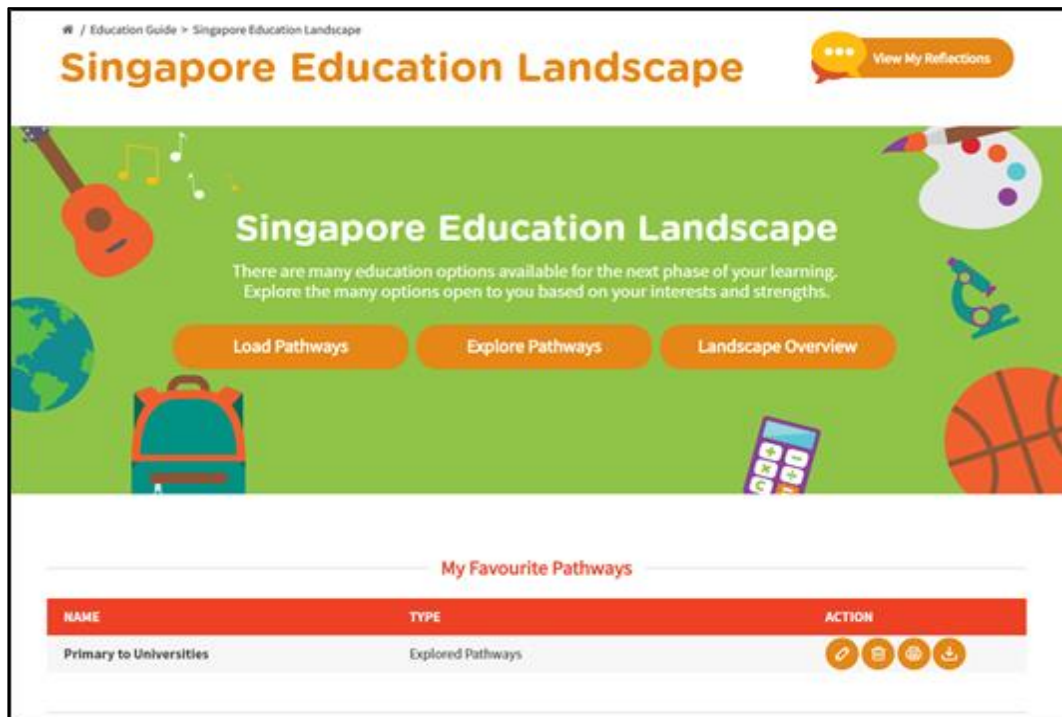 / Education Guide > Singapore Education Landscape
Singapore Education Landscape
View My Reflections
Singapore Education Landscape
There are many education options available for the next phase of your learning.
Explore the many options open to you based on your interests and strengths.
Load Pathways
Explore Pathways
Landscape Overview
+ −
× ÷
C =
My Favourite Pathways
NAME TYPE ACTION
Primary to Universities Explored Pathways